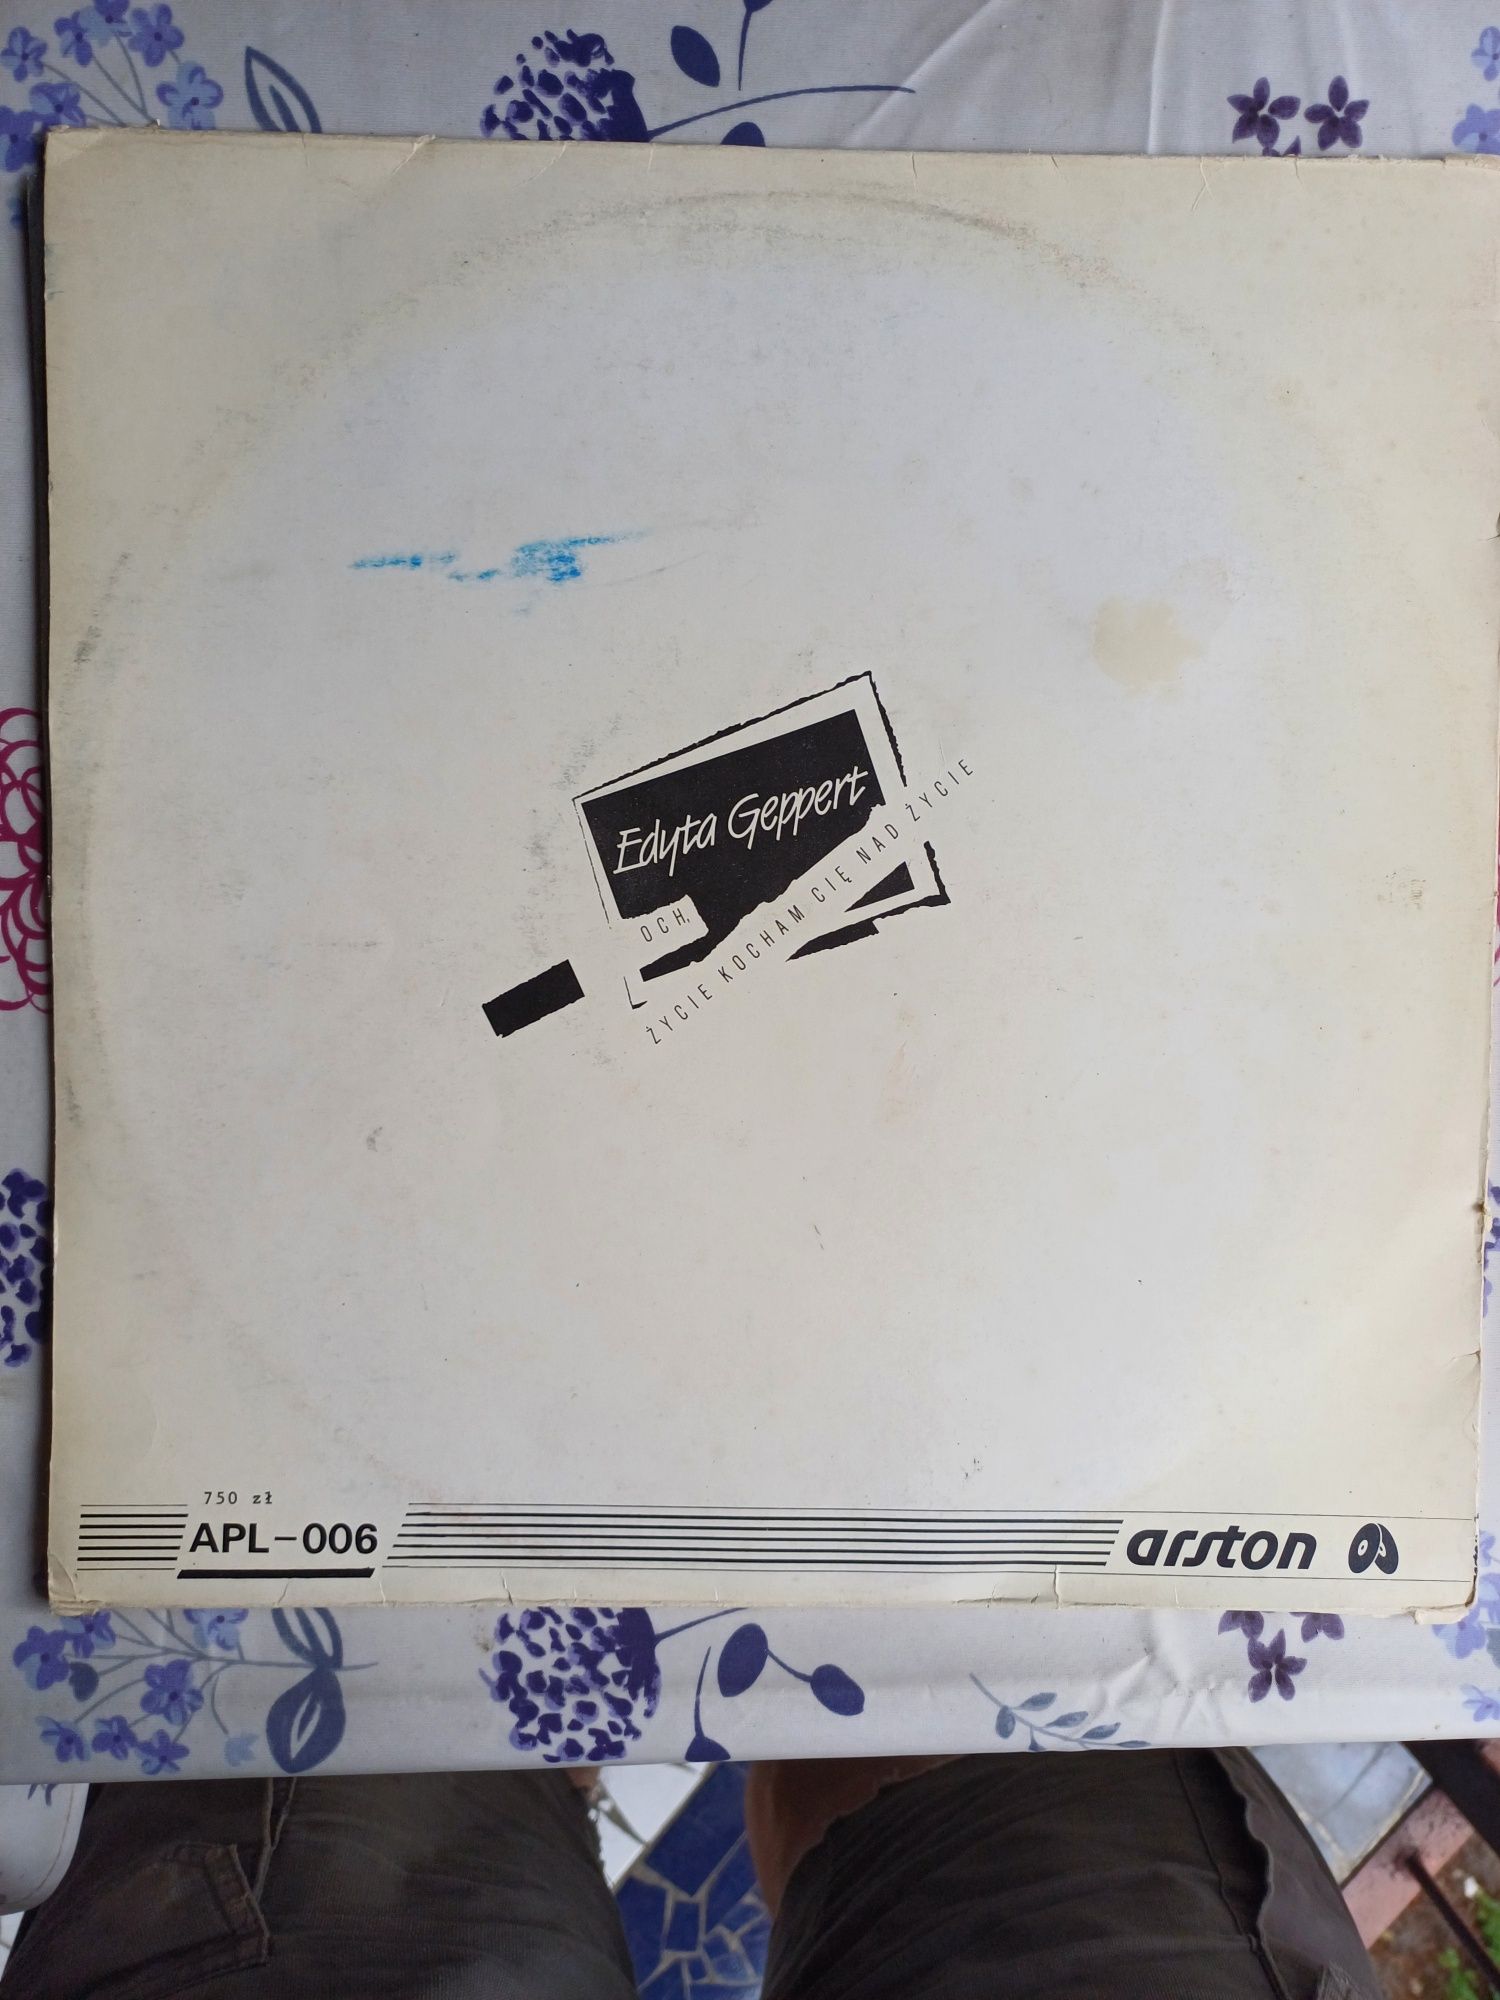 Edyta Geppert
OCH,
ŻYCIE KOCHAM CIĘ NAD ŻYCIE
750 zł
APL-006
arston